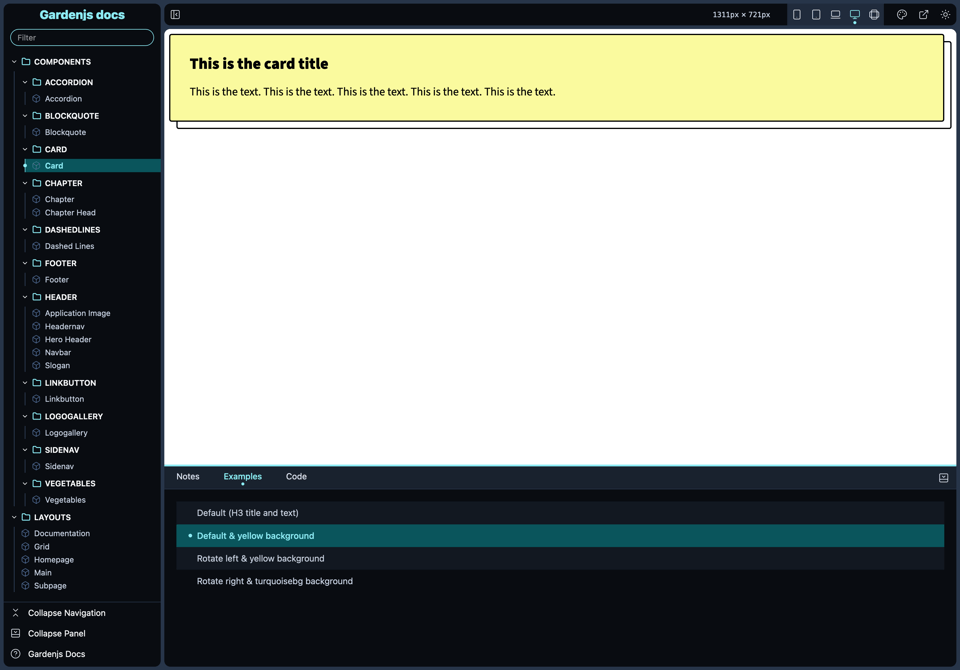 Gardenjs docs
Filter
COMPONENTS
ACCORDION
Accordion
BLOCKQUOTE
Blockquote
CARD
Card
CHAPTER
Chapter
Chapter Head
DASHEDLINES
Dashed Lines
FOOTER
Footer
HEADER
Application Image
Headernav
Hero Header
Navbar
Slogan
LINKBUTTON
Linkbutton
LOGOGALLERY
Logogallery
SIDENAV
Sidenav
VEGETABLES
Vegetables
LAYOUTS
Documentation
Grid
Homepage
Main
Subpage
Collapse Navigation
Collapse Panel
Gardenjs Docs
1311px × 721px
This is the card title
This is the text. This is the text. This is the text. This is the text. This is the text.
Notes Examples Code
Default (H3 title and text)
Default & yellow background
Rotate left & yellow background
Rotate right & turquoisebg background